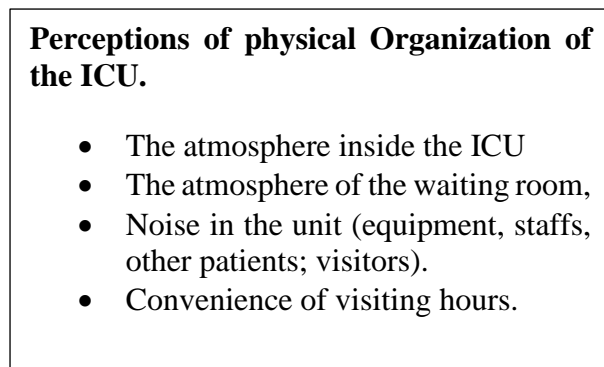 Perceptions of physical Organization of
the ICU.
• The atmosphere inside the ICU
• The atmosphere of the waiting room,
• Noise in the unit (equipment, staffs,
other patients; visitors).
• Convenience of visiting hours.